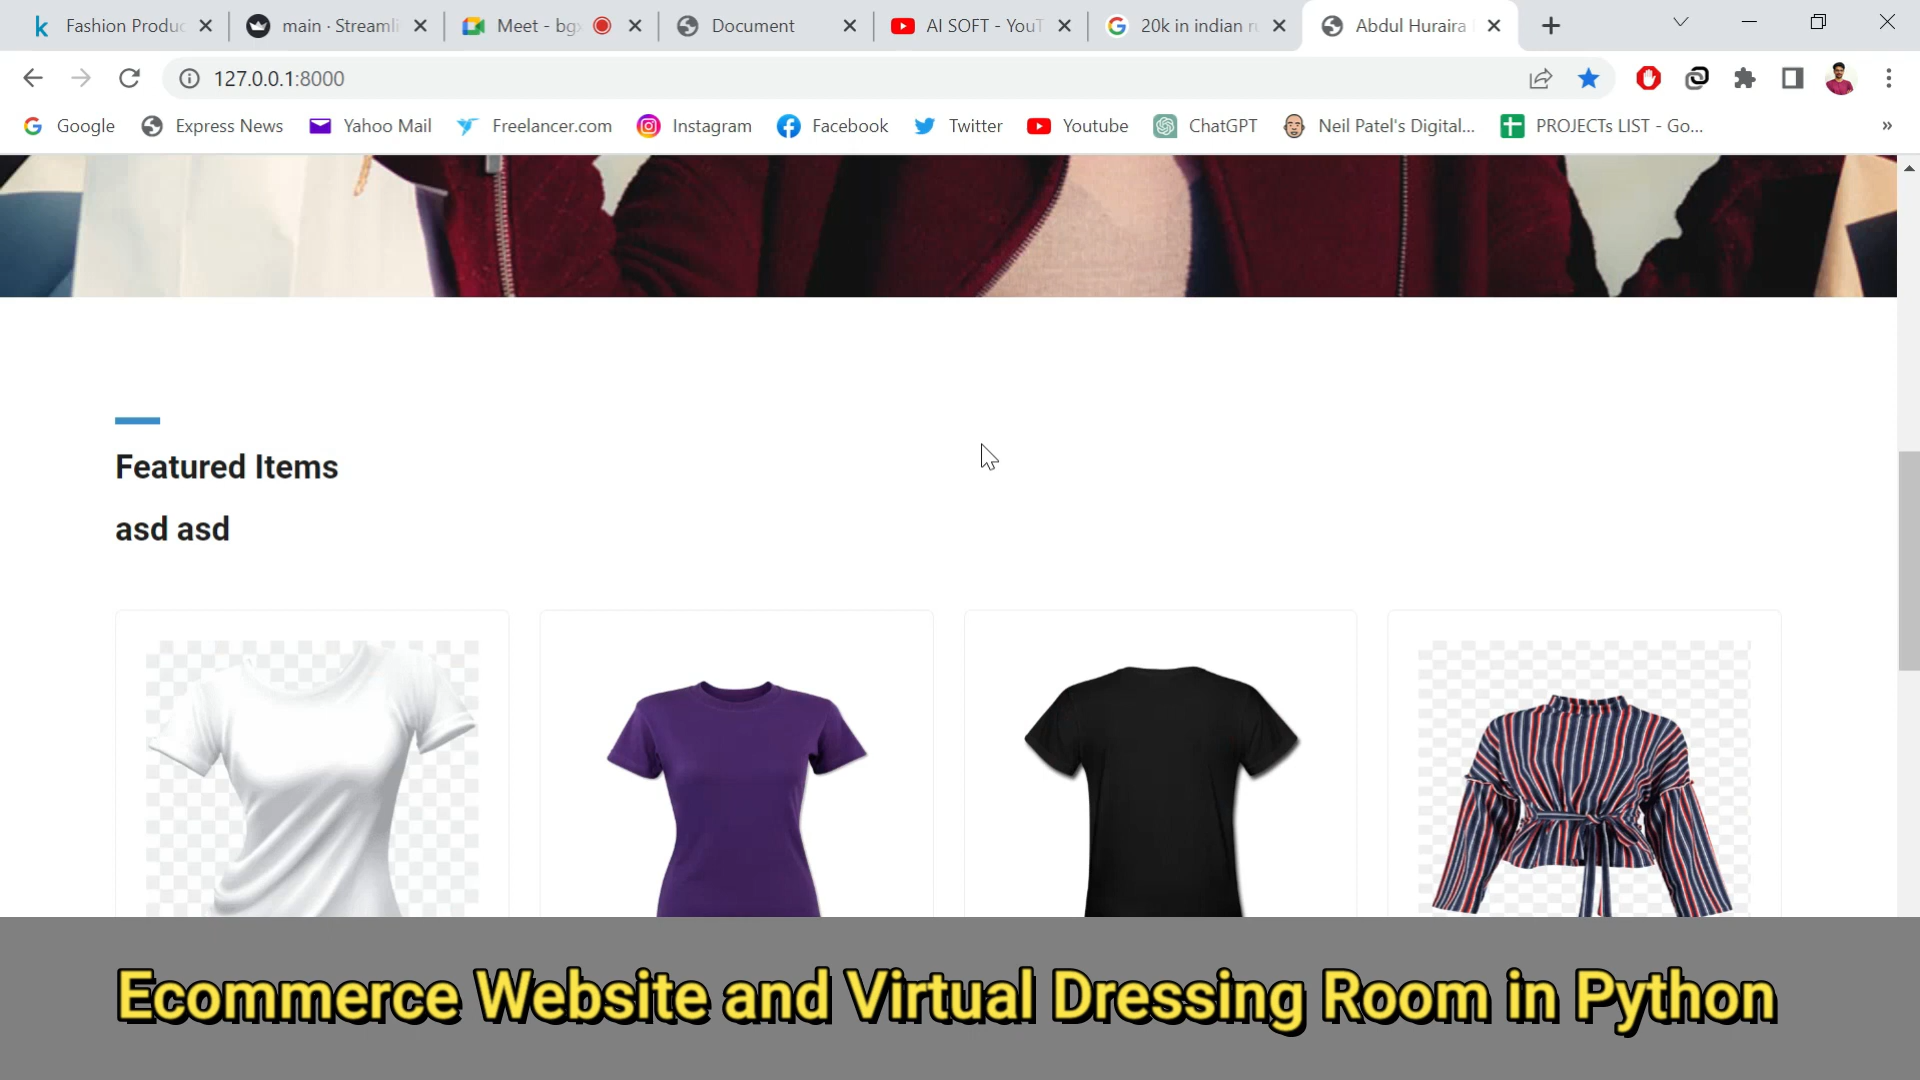 Fashion Produc
main · Streamli
Meet - bgx
Document
AI SOFT - YouT
20k in indian r
Abdul Huraira
127.0.0.1:8000
Google
Express News
Yahoo Mail
Freelancer.com
Instagram
Facebook
Twitter
Youtube
ChatGPT
Neil Patel's Digital...
PROJECTs LIST - Go...
»
Featured Items
asd asd
Ecommerce Website and Virtual Dressing Room in Python